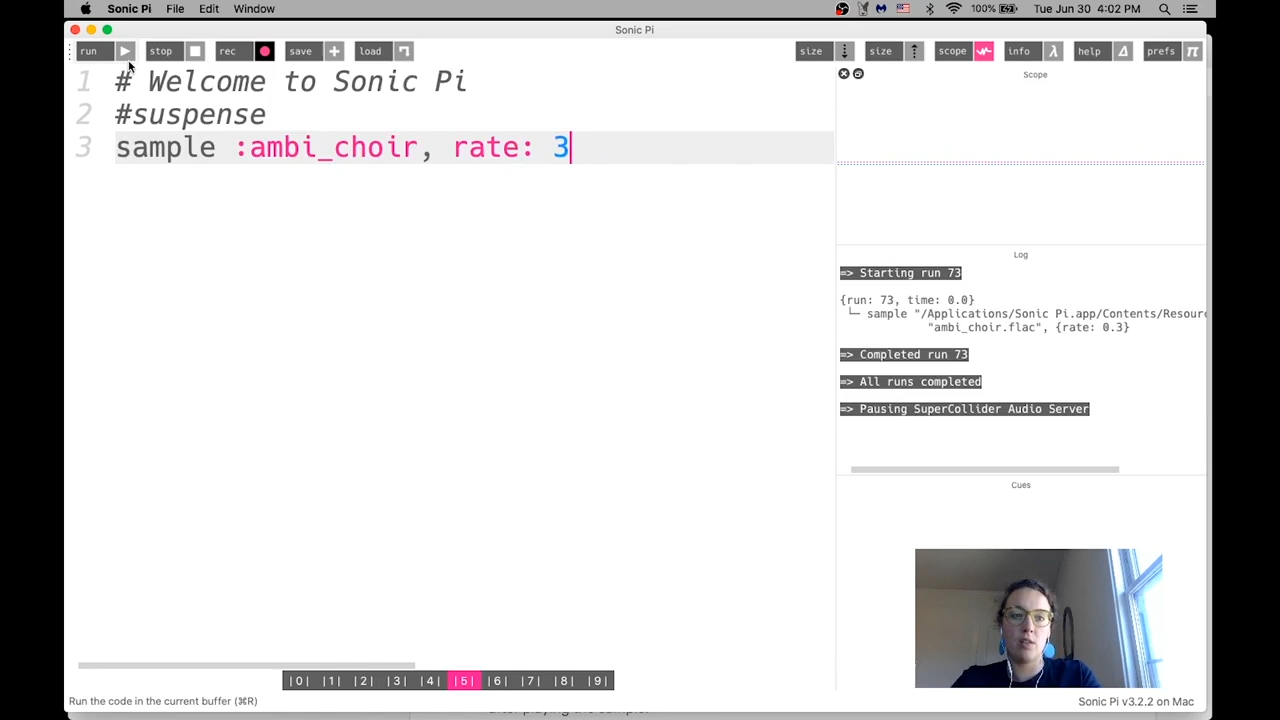 Sonic Pi File Edit Window 100% Tue Jun 30 4:02 PM
Sonic Pi
run stop rec save load size size scope info help prefs
1 # Welcome to Sonic Pi
2 #suspense
3 sample :ambi_choir, rate: 3
Scope
Log
=> Starting run 73
{run: 73, time: 0.0}
└─ sample "/Applications/Sonic Pi.app/Contents/Resour
"ambi_choir.flac", {rate: 0.3}
=> Completed run 73
=> All runs completed
=> Pausing SuperCollider Audio Server
Cues
|0| |1| |2| |3| |4| |5| |6| |7| |8| |9|
Run the code in the current buffer (⌘R)
Sonic Pi v3.2.2 on Mac